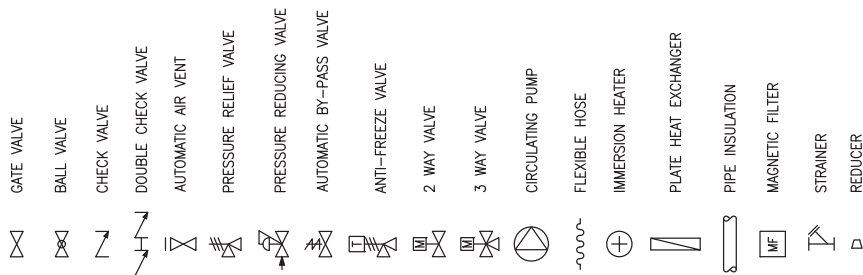 GATE VALVE
BALL VALVE
CHECK VALVE
DOUBLE CHECK VALVE
AUTOMATIC AIR VENT
PRESSURE RELIEF VALVE
PRESSURE REDUCING VALVE
AUTOMATIC BY-PASS VALVE
T
ANTI-FREEZE VALVE
M
2 WAY VALVE
M
3 WAY VALVE
CIRCULATING PUMP
FLEXIBLE HOSE
IMMERSION HEATER
PLATE HEAT EXCHANGER
PIPE INSULATION
MF
MAGNETIC FILTER
STRAINER
REDUCER